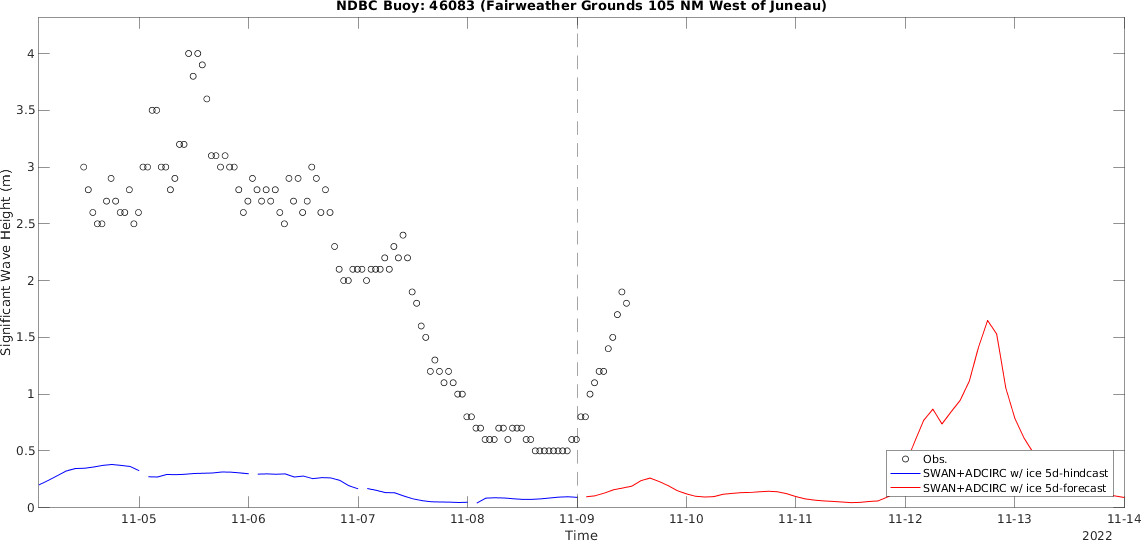 NDBC Buoy: 46083 (Fairweather Grounds 105 NM West of Juneau)
Significant Wave Height (m)
4
3.5
3
2.5
2
1.5
1
0.5
0
Obs.
SWAN+ADCIRC w/ ice 5d-hindcast
SWAN+ADCIRC w/ ice 5d-forecast
11-05 11-06 11-07 11-08 11-09 11-10 11-11 11-12 11-13 11-14
Time
2022